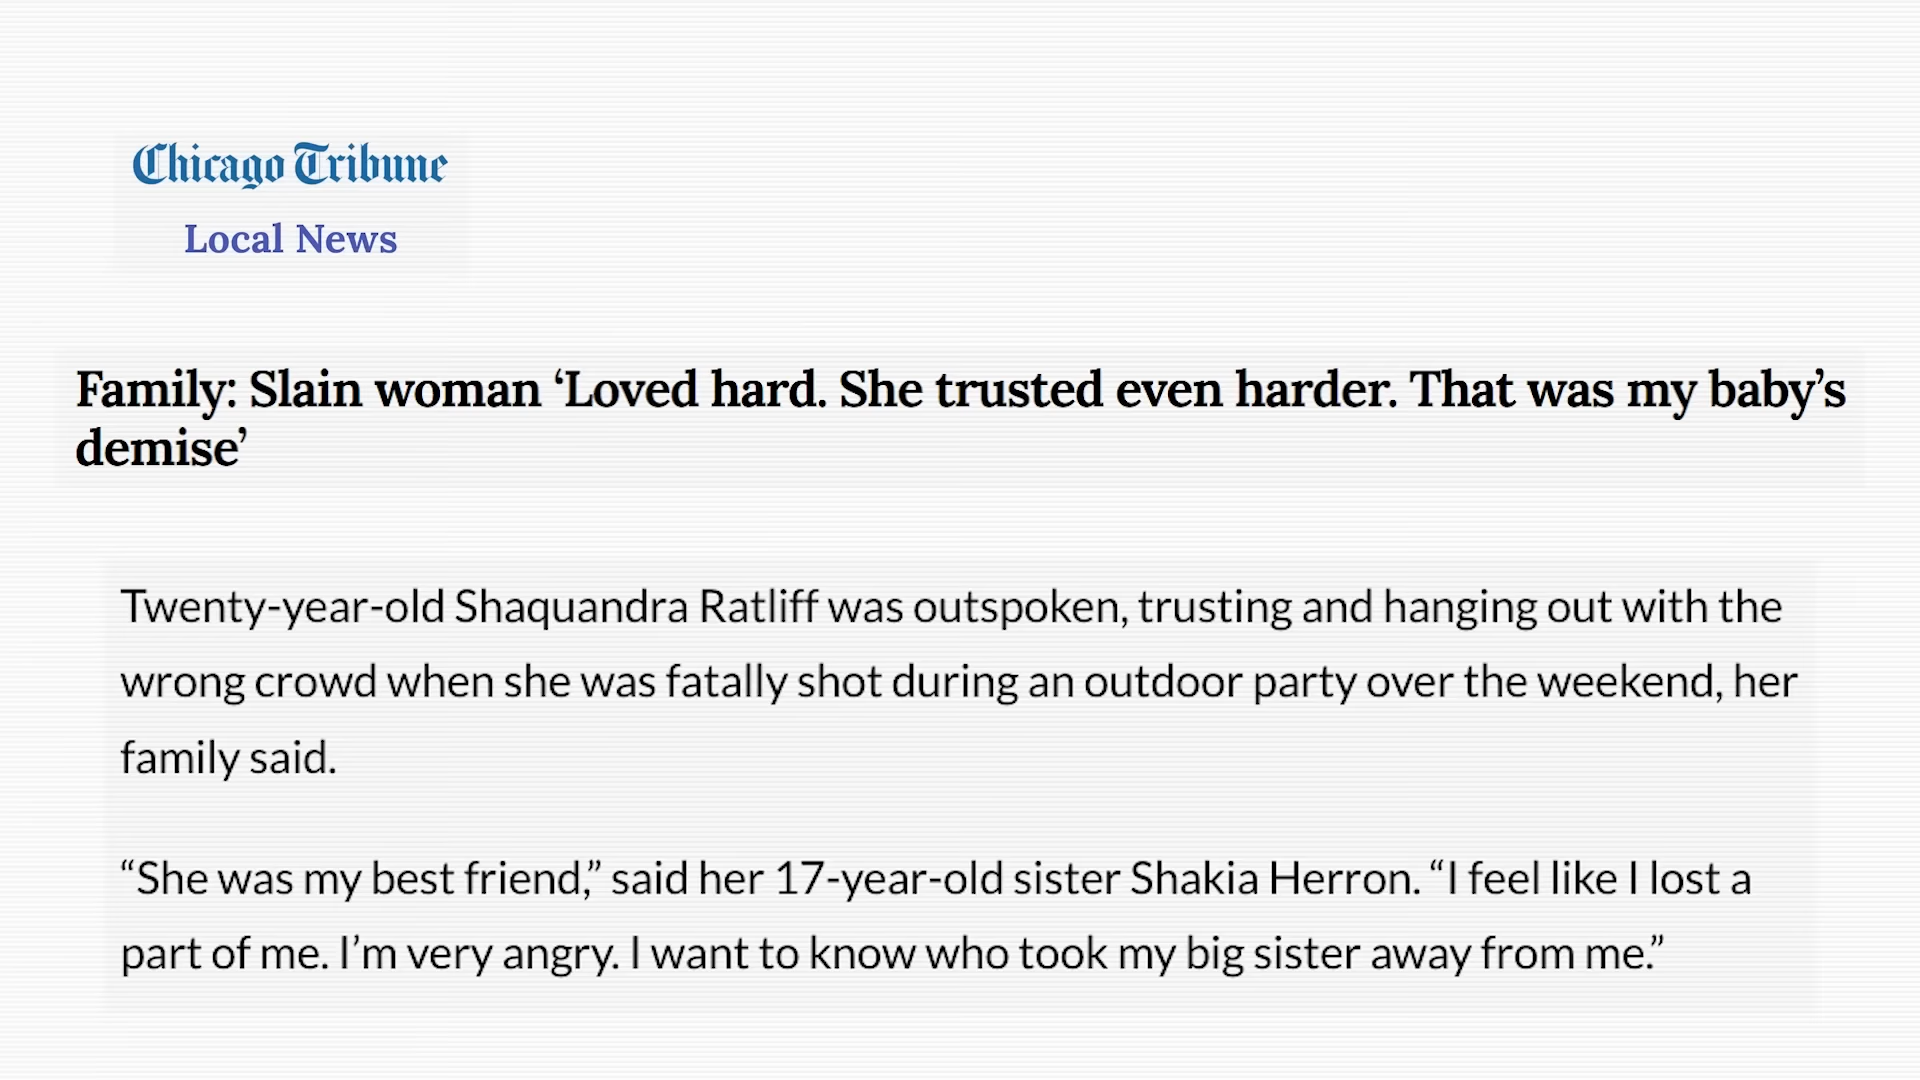 Chicago Tribune
Local News
Family: Slain woman ‘Loved hard. She trusted even harder. That was my baby’s
demise’
Twenty-year-old Shaquandra Ratliff was outspoken, trusting and hanging out with the
wrong crowd when she was fatally shot during an outdoor party over the weekend, her
family said.
“She was my best friend,” said her 17-year-old sister Shakia Herron. “I feel like I lost a
part of me. I’m very angry. I want to know who took my big sister away from me.”